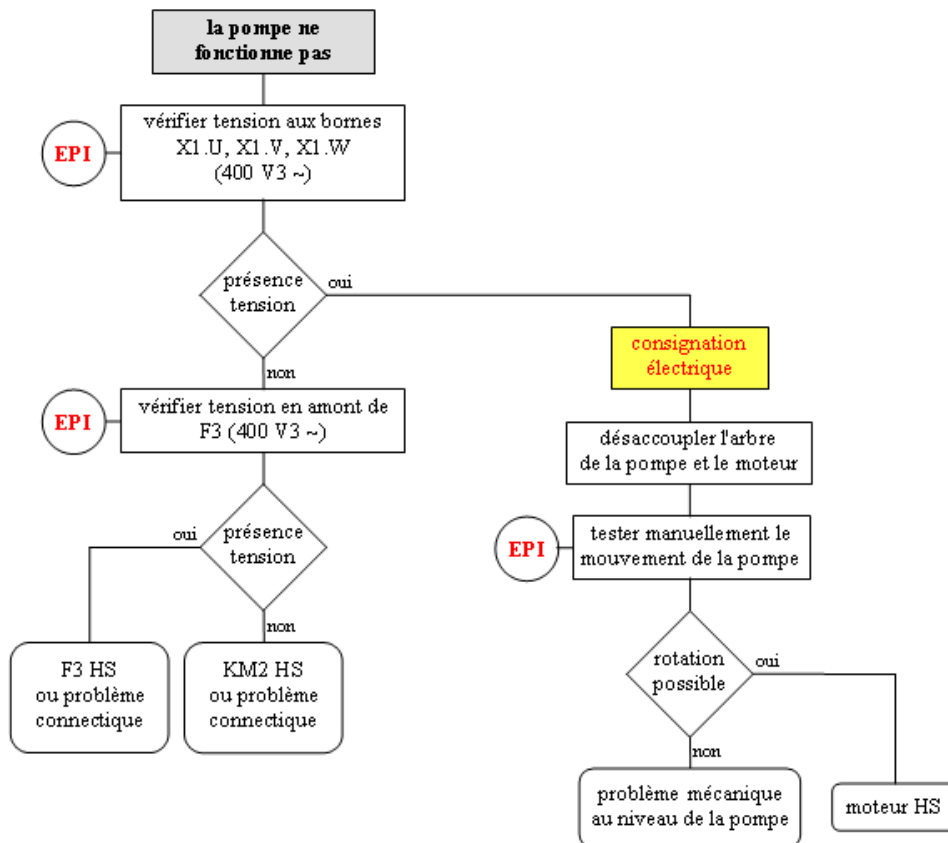 la pompe ne
fonctionne pas
vérifier tension aux bornes
X1.U, X1.V, X1.W
(400 V3 ~)
EPI
présence
tension
oui
non
consignation
électrique
vérifier tension en amont de
F3 (400 V3 ~)
EPI
désaccoupler l'arbre
de la pompe et le moteur
présence
tension
oui
non
tester manuellement le
mouvement de la pompe
EPI
F3 HS
ou problème
connectique
KM2 HS
ou problème
connectique
rotation
possible
oui
non
problème mécanique
au niveau de la pompe
moteur HS